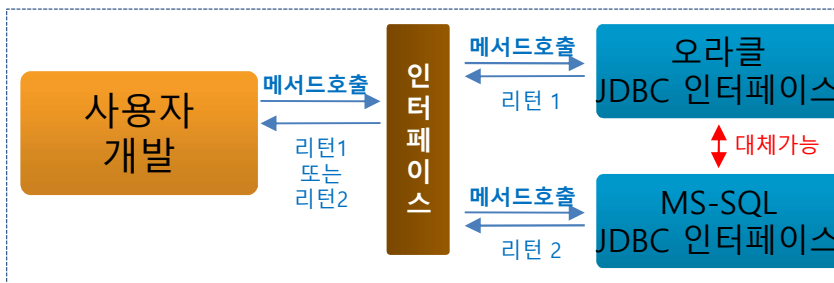 사용자
개발
메서드호출
리턴1
또는
리턴2
인
터
페
이
스
메서드호출
리턴 1
오라클
JDBC 인터페이스
대체가능
메서드호출
리턴 2
MS-SQL
JDBC 인터페이스